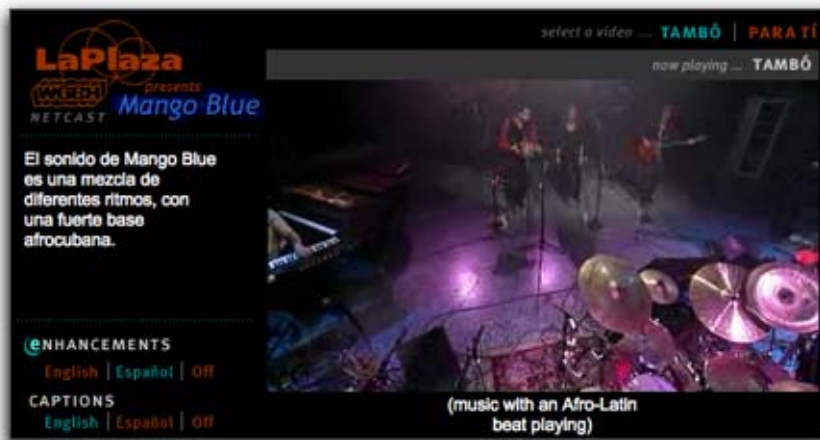 LaPlaza
WGBH presents
NETCAST Mango Blue
select a video ... TAMBÓ | PARA TÍ
now playing ... TAMBÓ
El sonido de Mango Blue
es una mezcla de
diferentes ritmos, con
una fuerte base
afrocubana.
eNHANCEMENTS
English | Español | Off
CAPTIONS
English | Español | Off
(music with an Afro-Latin
beat playing)